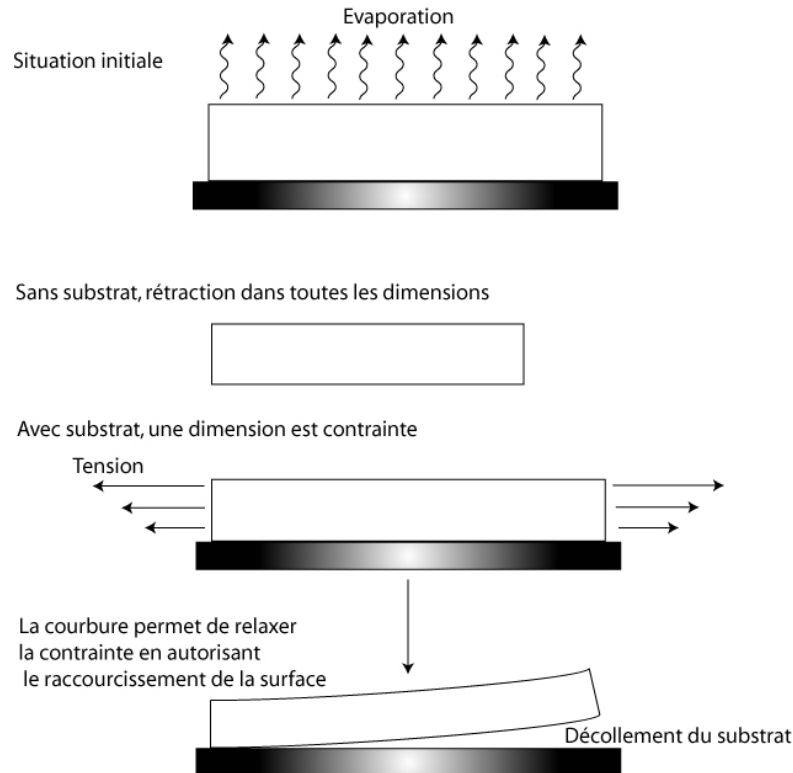 Evaporation
Situation initiale
Sans substrat, rétraction dans toutes les dimensions
Avec substrat, une dimension est contrainte
Tension
La courbure permet de relaxer
la contrainte en autorisant
le raccourcissement de la surface
Décollement du substrat